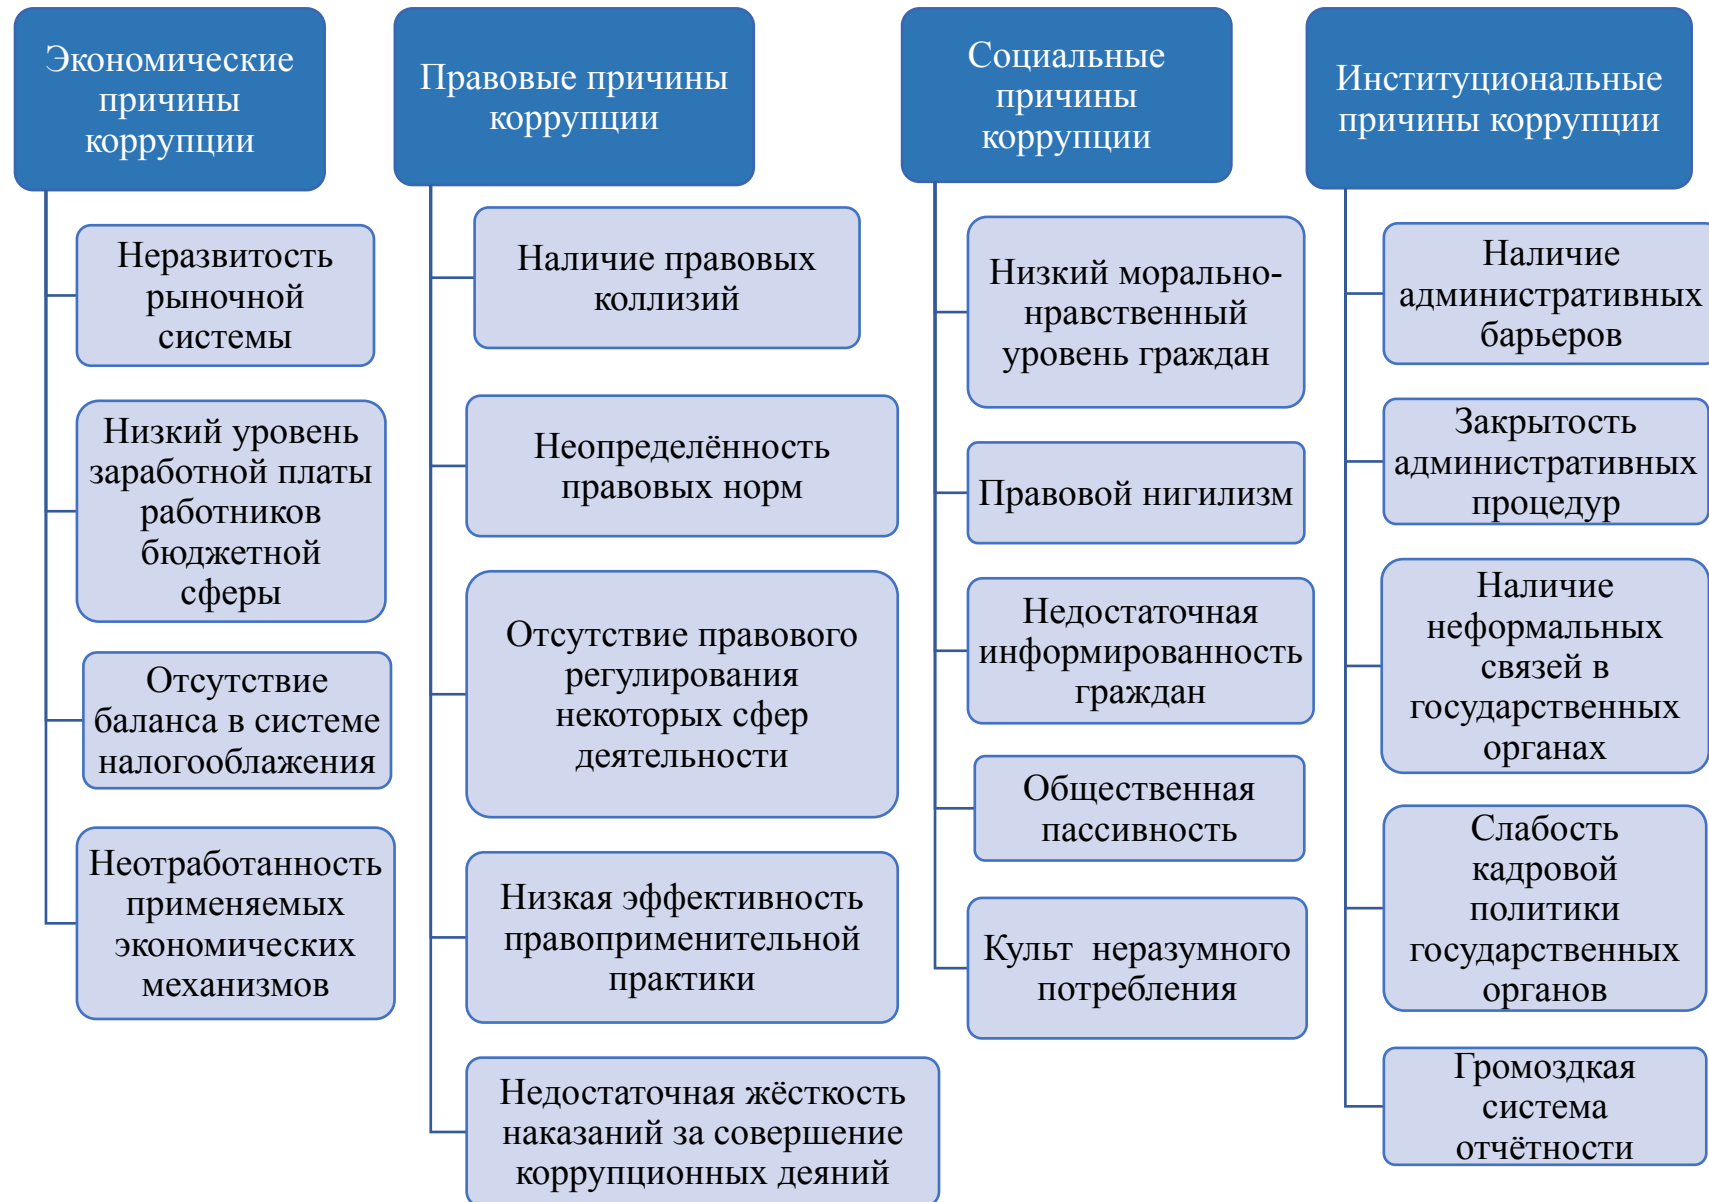 Экономические
причины
коррупции
Неразвитость
рыночной
системы
Низкий уровень
заработной платы
работников
бюджетной
сферы
Отсутствие
баланса в системе
налогооблажения
Неотработанность
применяемых
экономических
механизмов
Правовые причины
коррупции
Наличие правовых
коллизий
Неопределённость
правовых норм
Отсутствие правового
регулирования
некоторых сфер
деятельности
Низкая эффективность
правоприменительной
практики
Недостаточная жёсткость
наказаний за совершение
коррупционных деяний
Социальные
причины
коррупции
Низкий морально-
нравственный
уровень граждан
Правовой нигилизм
Недостаточная
информированность
граждан
Общественная
пассивность
Культ  неразумного
потребления
Институциональные
причины коррупции
Наличие
административных
барьеров
Закрытость
административных
процедур
Наличие
неформальных
связей в
государственных
органах
Слабость
кадровой
политики
государственных
органов
Громоздкая
система
отчётности